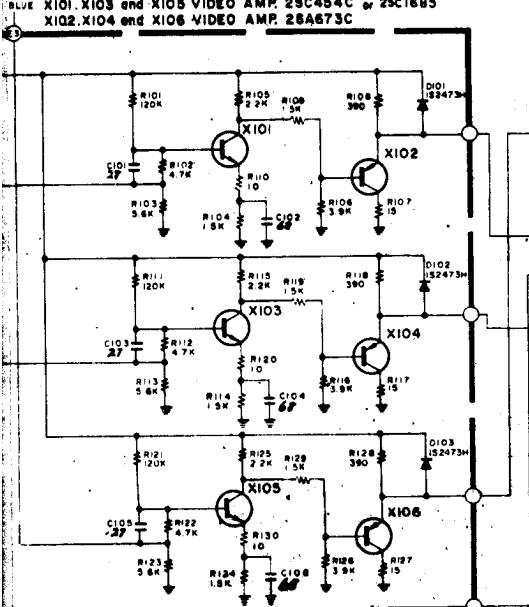 BLUE X101.X103 and X105 VIDEO AMP. 2SC454C or 2SC1685
X102.X104 and X106 VIDEO AMP. 2SA673C
E3
R101
120K
R105
2.2K
R109
1.5K
R108
390
D101
1S2473H
X101
X102
C101
27
R102
4.7K
R110
10
R103
5.6K
R104
1.5K
C102
68
R106
3.9K
R107
15
R111
120K
R115
2.2K
R119
1.5K
R118
390
D102
1S2473H
X103
X104
C103
27
R112
4.7K
R120
10
R113
5.6K
R114
1.5K
C104
68
R116
3.9K
R117
15
R121
120K
R125
2.2K
R129
1.5K
R128
390
D103
1S2473H
X105
X106
C105
27
R122
4.7K
R130
10
R123
5.6K
R124
1.5K
C106
68
R126
3.9K
R127
15